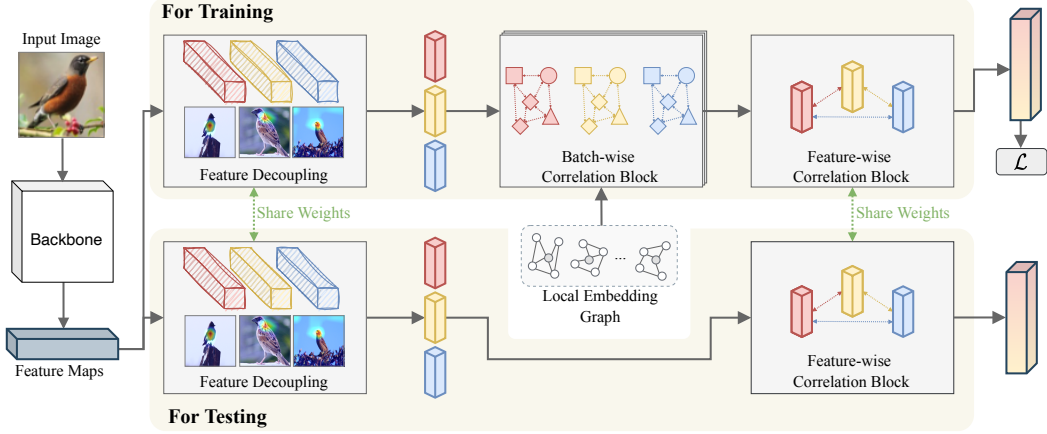 For Training
Input Image
Feature Decoupling
Batch-wise
Correlation Block
Feature-wise
Correlation Block
ℒ
Share Weights
Share Weights
Backbone
...
Local Embedding
Graph
Feature Maps
Feature Decoupling
Feature-wise
Correlation Block
For Testing